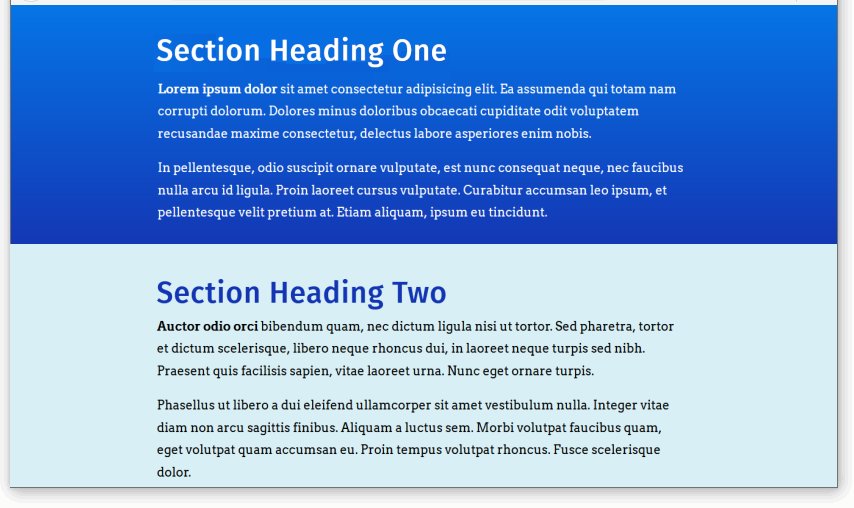 Section Heading One
Lorem ipsum dolor sit amet consectetur adipisicing elit. Ea assumenda qui totam nam
corrupti dolorum. Dolores minus doloribus obcaecati cupiditate odit voluptatem
recusandae maxime consectetur, delectus labore asperiores enim nobis.
In pellentesque, odio suscipit ornare vulputate, est nunc consequat neque, nec faucibus
nulla arcu id ligula. Proin laoreet cursus vulputate. Curabitur accumsan leo ipsum, et
pellentesque velit pretium at. Etiam aliquam, ipsum eu tincidunt.
Section Heading Two
Auctor odio orci bibendum quam, nec dictum ligula nisi ut tortor. Sed pharetra, tortor
et dictum scelerisque, libero neque rhoncus dui, in laoreet neque turpis sed nibh.
Praesent quis facilisis sapien, vitae laoreet urna. Nunc eget ornare turpis.
Phasellus ut libero a dui eleifend ullamcorper sit amet vestibulum nulla. Integer vitae
diam non arcu sagittis finibus. Aliquam a luctus sem. Morbi volutpat faucibus quam,
eget volutpat quam accumsan eu. Proin tempus volutpat rhoncus. Fusce scelerisque
dolor.